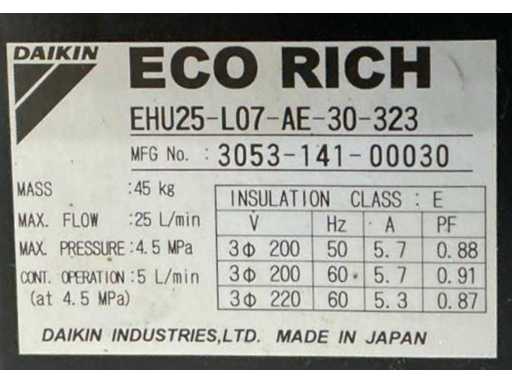 DAIKIN
ECO RICH
EHU25-L07-AE-30-323
MFG No. : 3053-141-00030
MASS :45 kg
MAX. FLOW :25 L/min
MAX. PRESSURE:4.5 MPa
CONT. OPERATION:5 L/min
(at 4.5 MPa)
INSULATION CLASS : E
V Hz A PF
3Φ 200 50 5.7 0.88
3Φ 200 60 5.7 0.91
3Φ 220 60 5.3 0.87
DAIKIN INDUSTRIES,LTD. MADE IN JAPAN